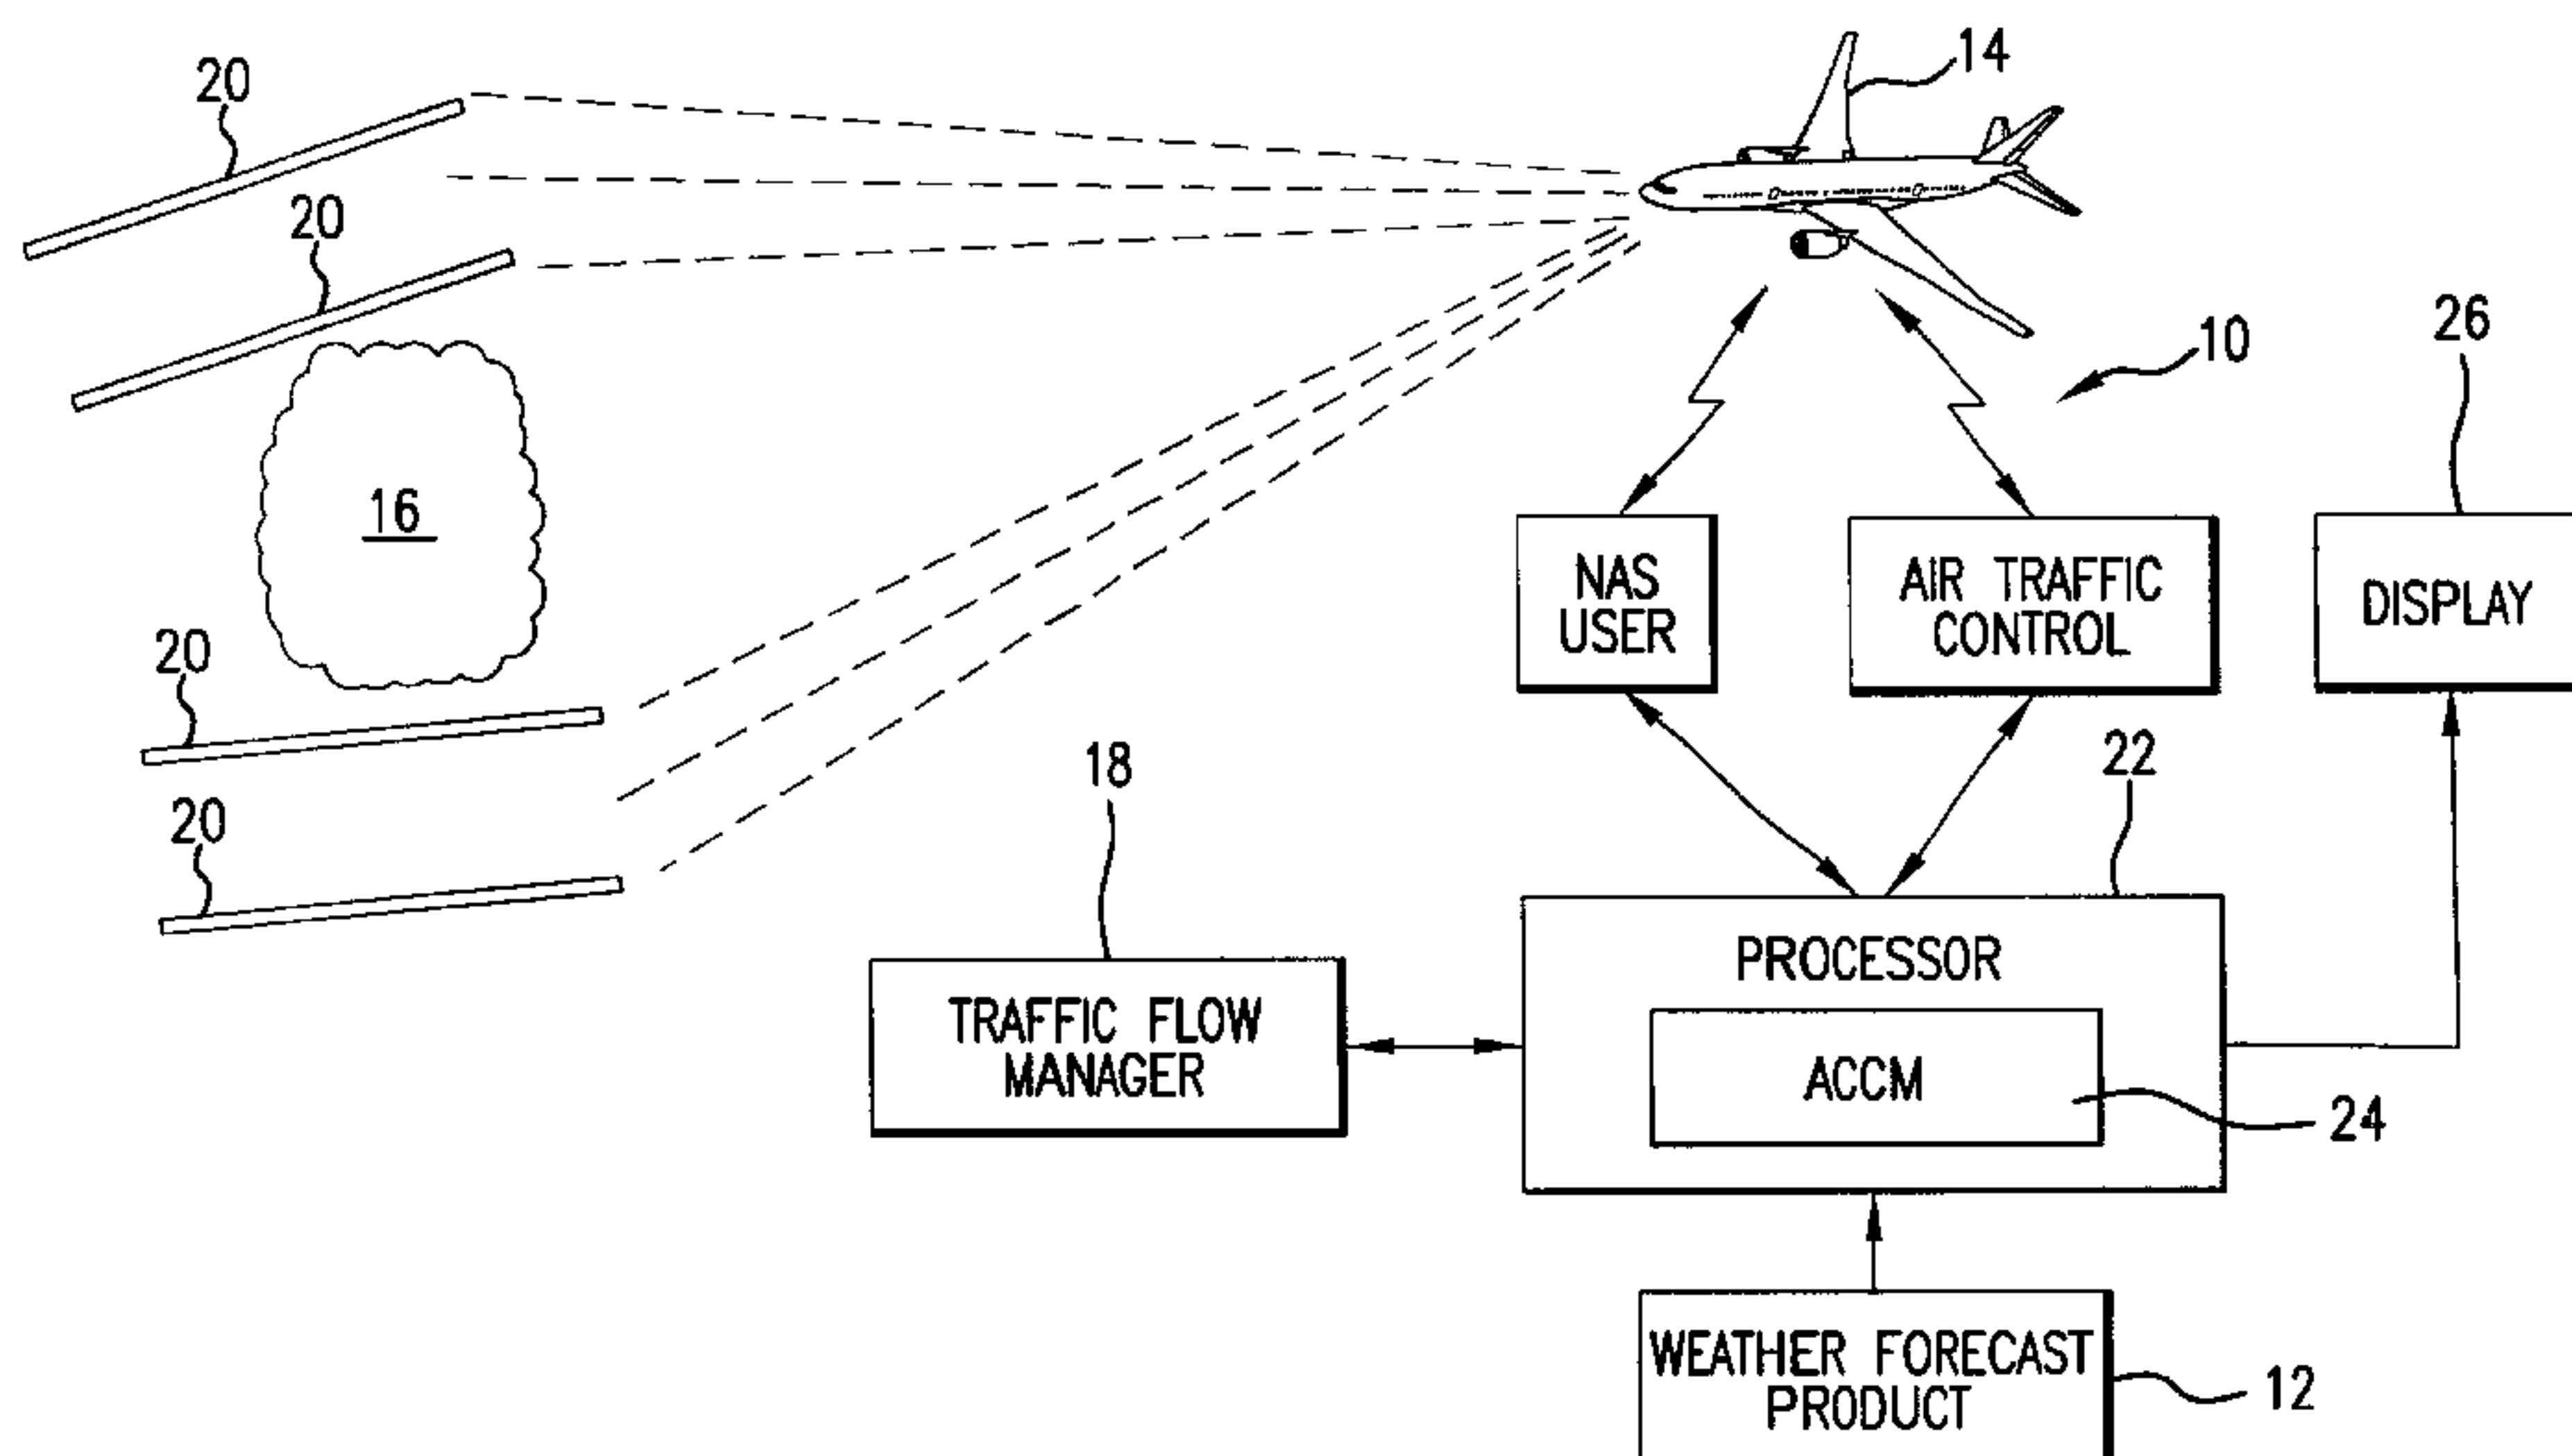 14
20
20
10
26
16
NAS
USER
AIR TRAFFIC
CONTROL
DISPLAY
20
18
22
20
PROCESSOR
TRAFFIC FLOW
MANAGER
ACCM
24
WEATHER FORECAST
PRODUCT
12